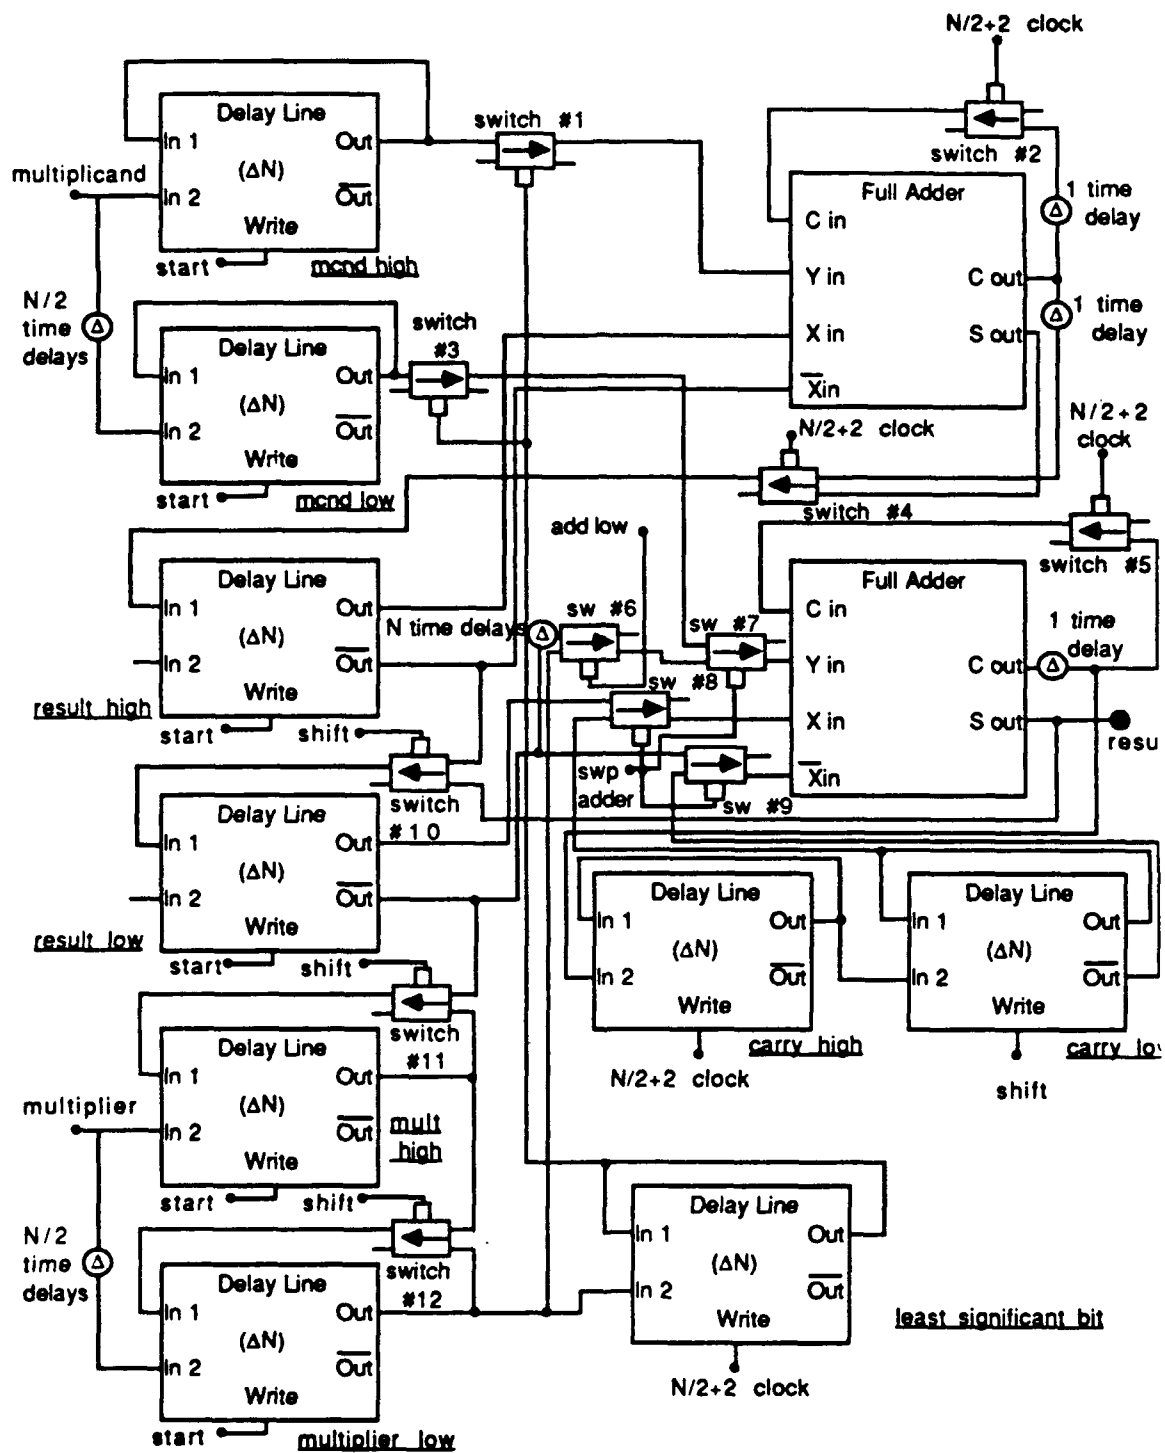 N/2+2 clock
switch #2
1 time
delay
Delay Line
In 1
Out
(ΔN)
In 2
Out
Write
multiplicand
start
mcnd high
switch #1
Full Adder
C in
Y in
X in
Xin
C out
S out
1 time
delay
N/2
time
delays
Δ
Δ
Δ
Delay Line
In 1
Out
(ΔN)
In 2
Out
Write
start
mcnd low
switch
#3
N/2+2 clock
switch #4
N/2+2
clock
switch #5
add low
Delay Line
In 1
Out
(ΔN)
In 2
Out
Write
result high
start
shift
N time delays
Δ
sw #6
sw #7
sw #8
swp
adder
sw #9
Full Adder
C in
Y in
X in
Xin
C out
S out
1 time
delay
Δ
resu
switch
#10
Delay Line
In 1
Out
(ΔN)
In 2
Out
Write
result low
start
shift
Delay Line
In 1
Out
(ΔN)
In 2
Out
Write
carry high
N/2+2 clock
Delay Line
In 1
Out
(ΔN)
In 2
Out
Write
carry lo
shift
switch
#11
Delay Line
In 1
Out
(ΔN)
In 2
Out
Write
multiplier
mult
high
start
shift
N/2
time
delays
Δ
switch
#12
Delay Line
In 1
Out
(ΔN)
In 2
Out
Write
start
multiplier low
Delay Line
In 1
Out
(ΔN)
In 2
Out
Write
least significant bit
N/2+2 clock